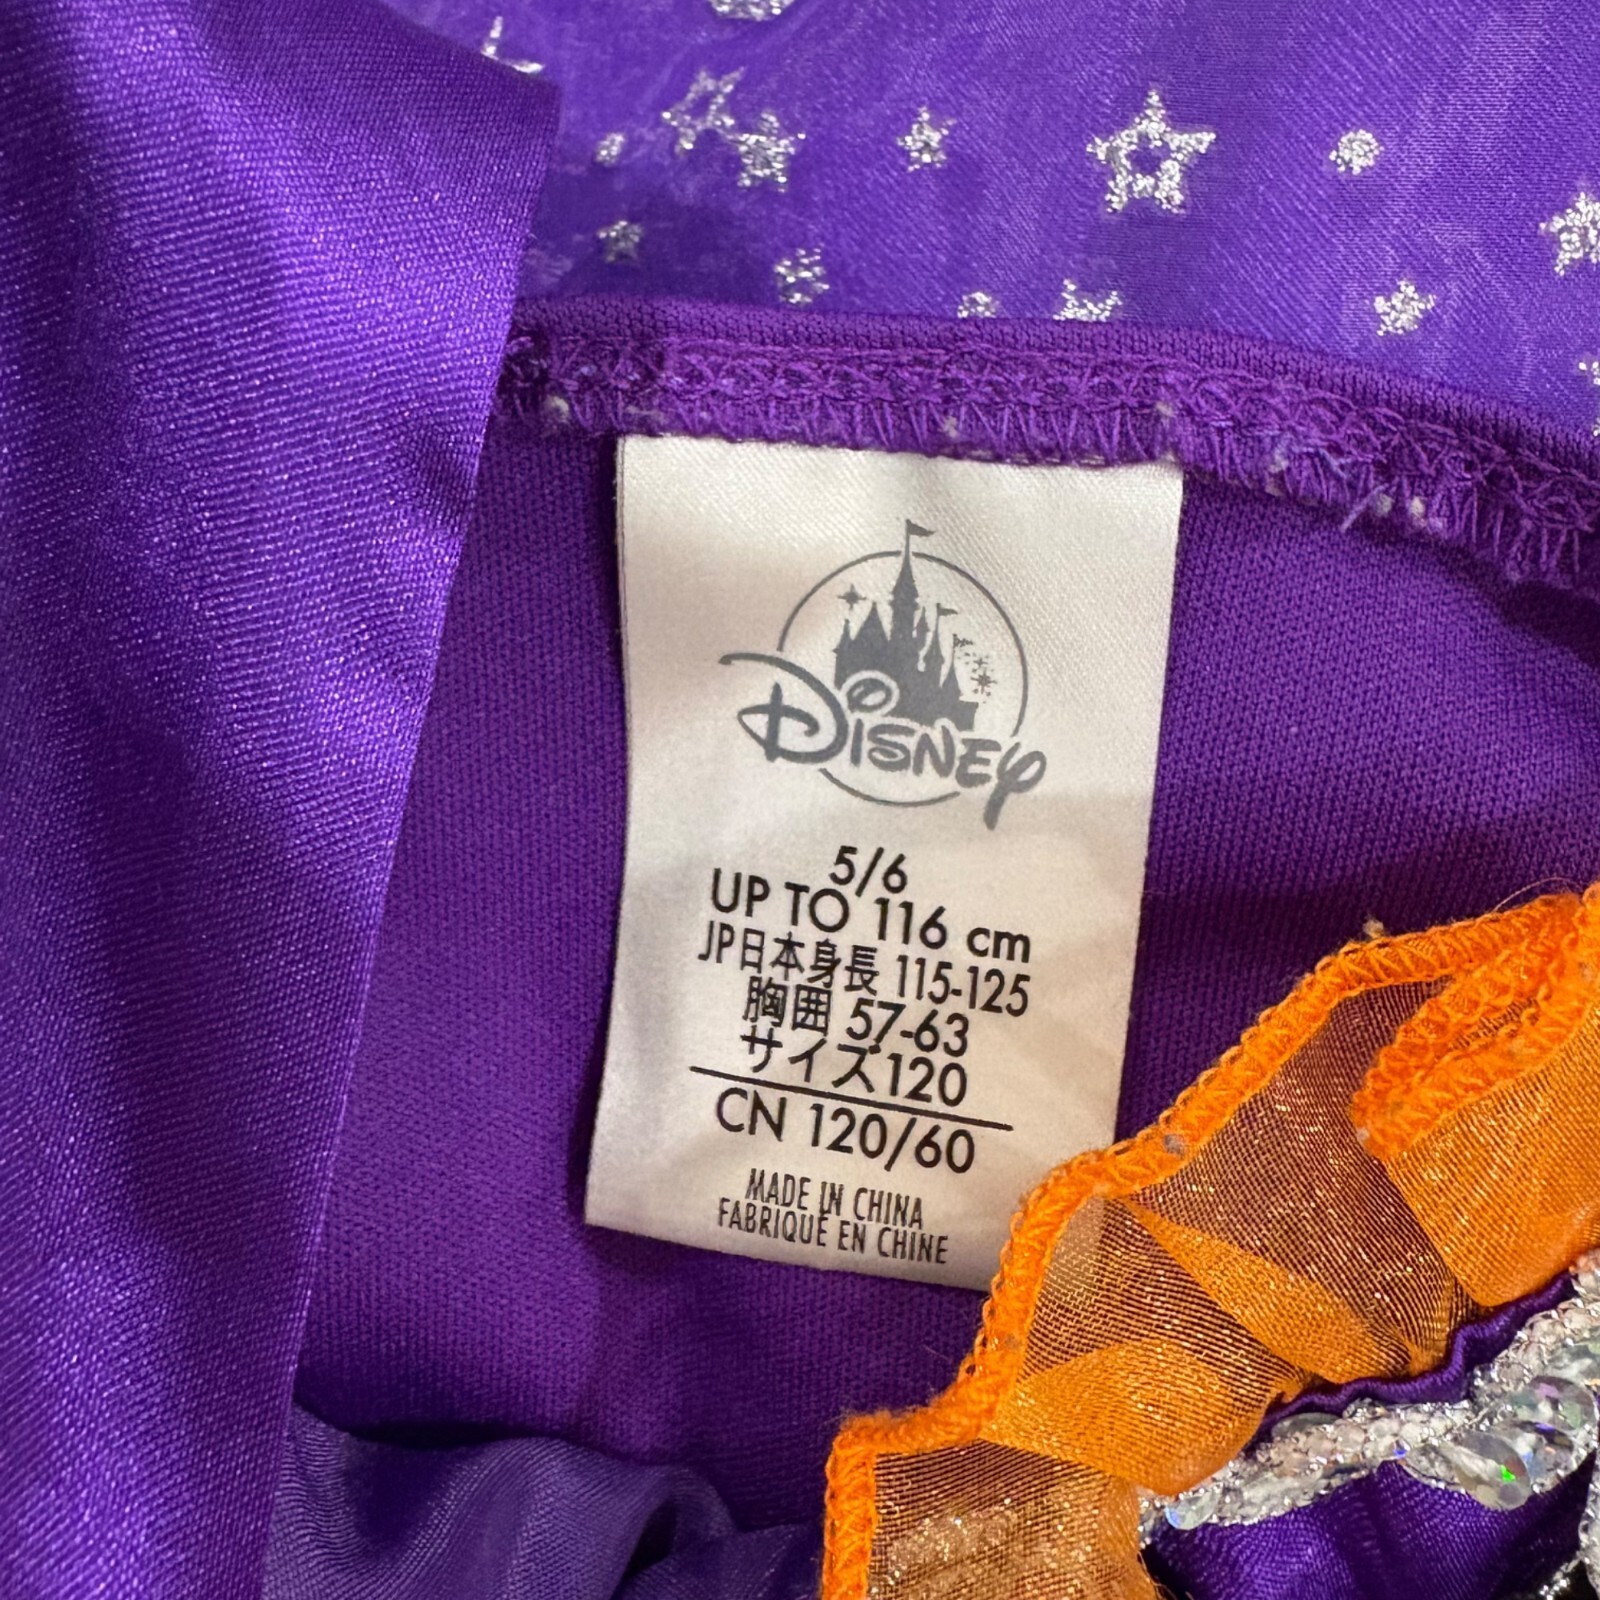 Disney
5/6
UP TO 116 cm
JP日本身長 115-125
胸囲 57-63
サイズ120
CN 120/60
MADE IN CHINA
FABRIQUÉ EN CHINE